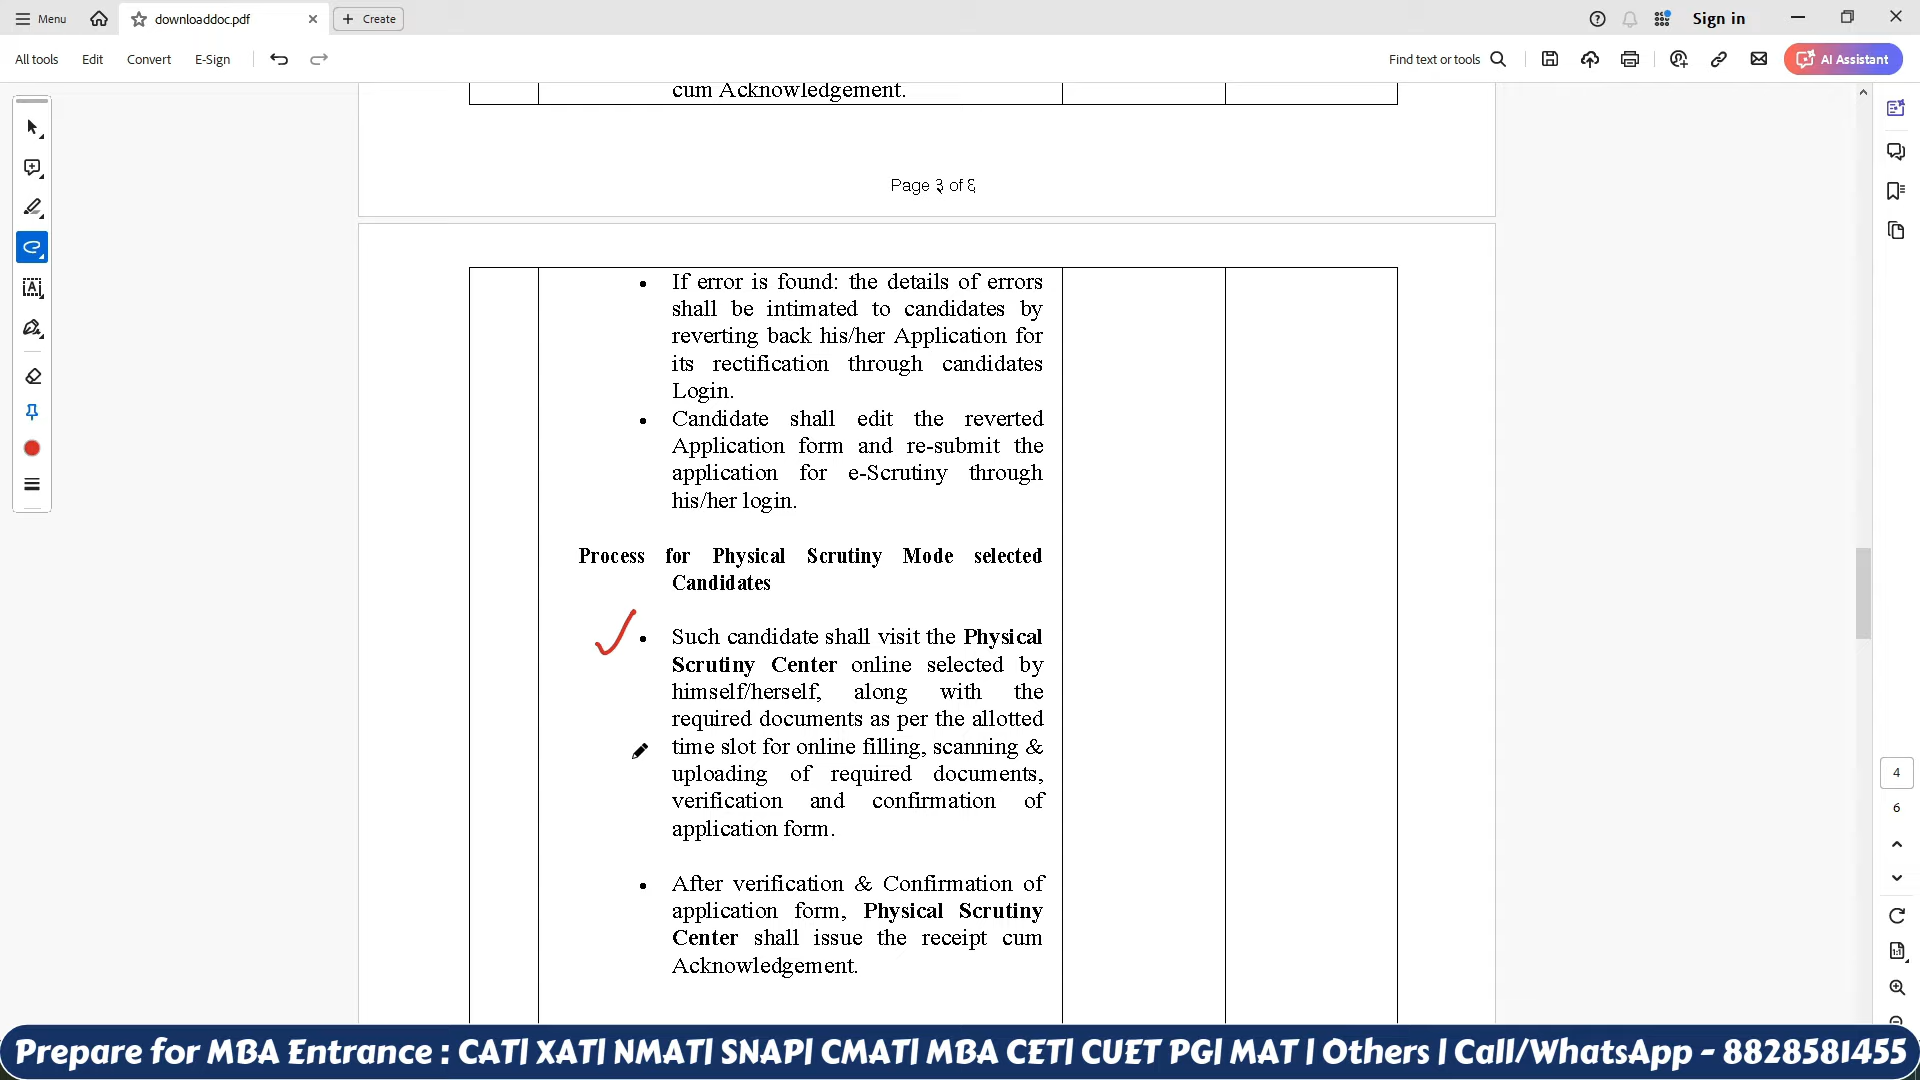 Menu
downloaddoc.pdf
Create
Sign in
All tools
Edit
Convert
E-Sign
Find text or tools
AI Assistant
cum Acknowledgement.
Page ३ of ६
• If error is found: the details of errors
shall be intimated to candidates by
reverting back his/her Application for
its rectification through candidates
Login.
• Candidate shall edit the reverted
Application form and re-submit the
application for e-Scrutiny through
his/her login.
Process for Physical Scrutiny Mode selected
Candidates
• Such candidate shall visit the Physical
Scrutiny Center online selected by
himself/herself, along with the
required documents as per the allotted
time slot for online filling, scanning &
uploading of required documents,
verification and confirmation of
application form.
• After verification & Confirmation of
application form, Physical Scrutiny
Center shall issue the receipt cum
Acknowledgement.
4
6
Prepare for MBA Entrance : CAT| XAT| NMAT| SNAP| CMAT| MBA CET| CUET PG| MAT | Others | Call/WhatsApp - 8828581455